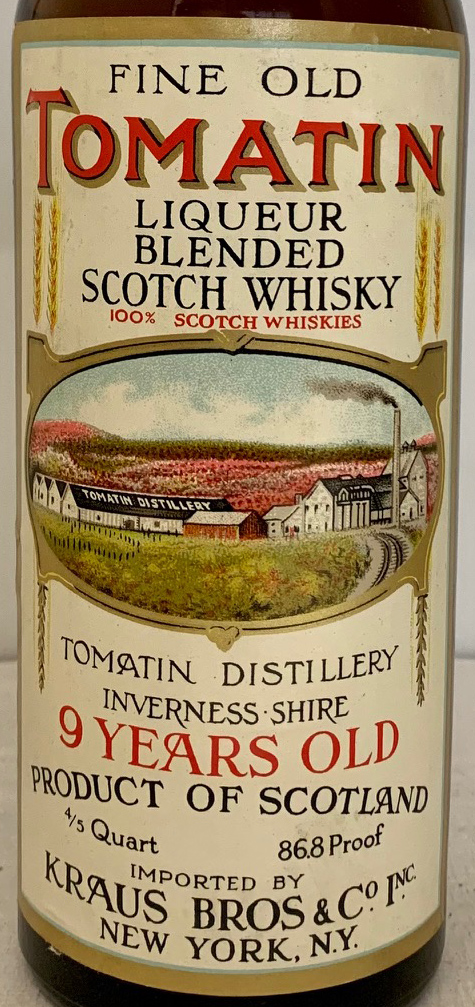 FINE OLD
TOMATIN
LIQUEUR
BLENDED
SCOTCH WHISKY
100% SCOTCH WHISKIES
TOMATIN DISTILLERY
TOMATIN DISTILLERY
INVERNESS·SHIRE
9 YEARS OLD
PRODUCT OF SCOTLAND
4/5 Quart 86.8 Proof
IMPORTED BY
KRAUS BROS & Co INC.
NEW YORK, N.Y.